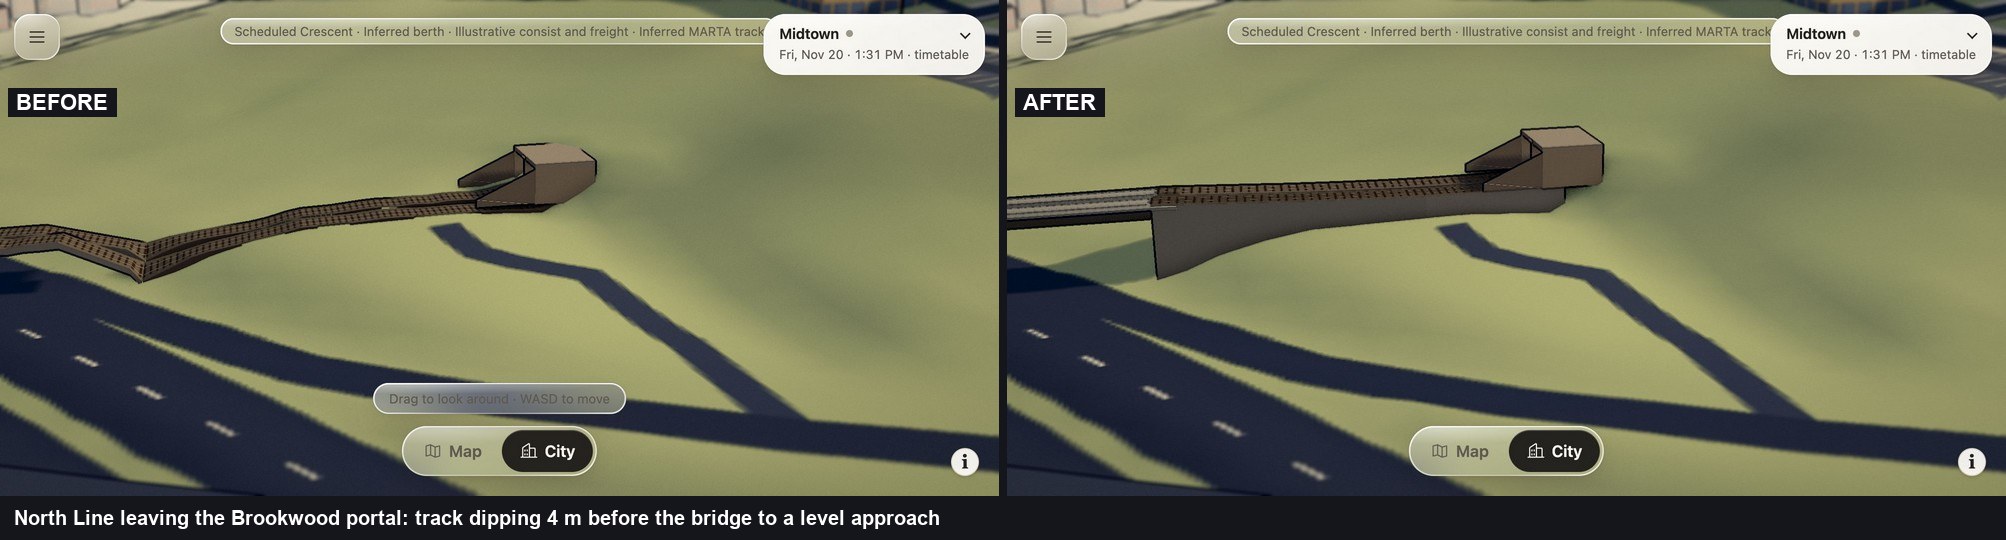 Scheduled Crescent · Inferred berth · Illustrative consist and freight · Inferred MARTA track
Midtown
Fri, Nov 20 · 1:31 PM · timetable
BEFORE
Drag to look around · WASD to move
Map
City
i
Scheduled Crescent · Inferred berth · Illustrative consist and freight · Inferred MARTA track
Midtown
Fri, Nov 20 · 1:31 PM · timetable
AFTER
Map
City
i
North Line leaving the Brookwood portal: track dipping 4 m before the bridge to a level approach